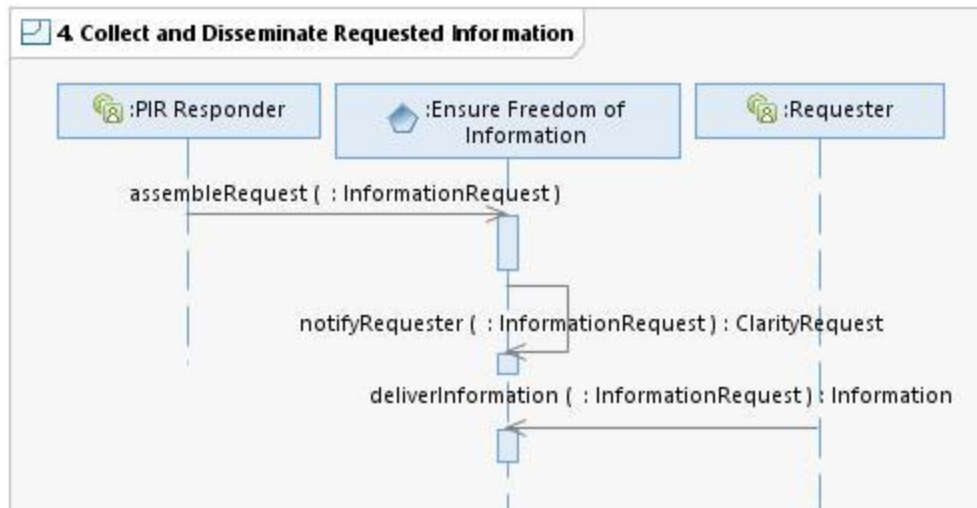 4. Collect and Disseminate Requested Information
:PIR Responder
:Ensure Freedom of
Information
:Requester
assembleRequest ( : InformationRequest )
notifyRequester ( : InformationRequest ) : ClarityRequest
deliverInformation ( : InformationRequest ) : Information